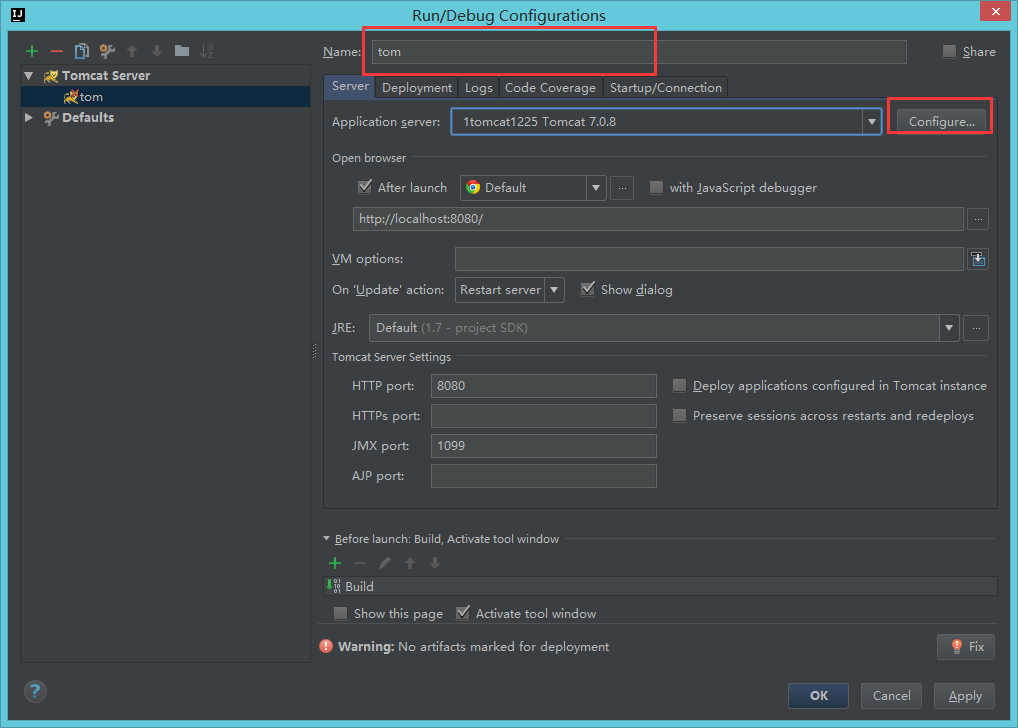 IJ
Run/Debug Configurations
Tomcat Server
tom
Defaults
Name: tom
Share
Server Deployment Logs Code Coverage Startup/Connection
Application server: 1tomcat1225 Tomcat 7.0.8 Configure...
Open browser
After launch Default ... with JavaScript debugger
http://localhost:8080/ ...
VM options:
On 'Update' action: Restart server Show dialog
JRE: Default (1.7 - project SDK) ...
Tomcat Server Settings
HTTP port: 8080 Deploy applications configured in Tomcat instance
HTTPs port: Preserve sessions across restarts and redeploys
JMX port: 1099
AJP port:
Before launch: Build, Activate tool window
Build
Show this page Activate tool window
Warning: No artifacts marked for deployment Fix
? OK Cancel Apply